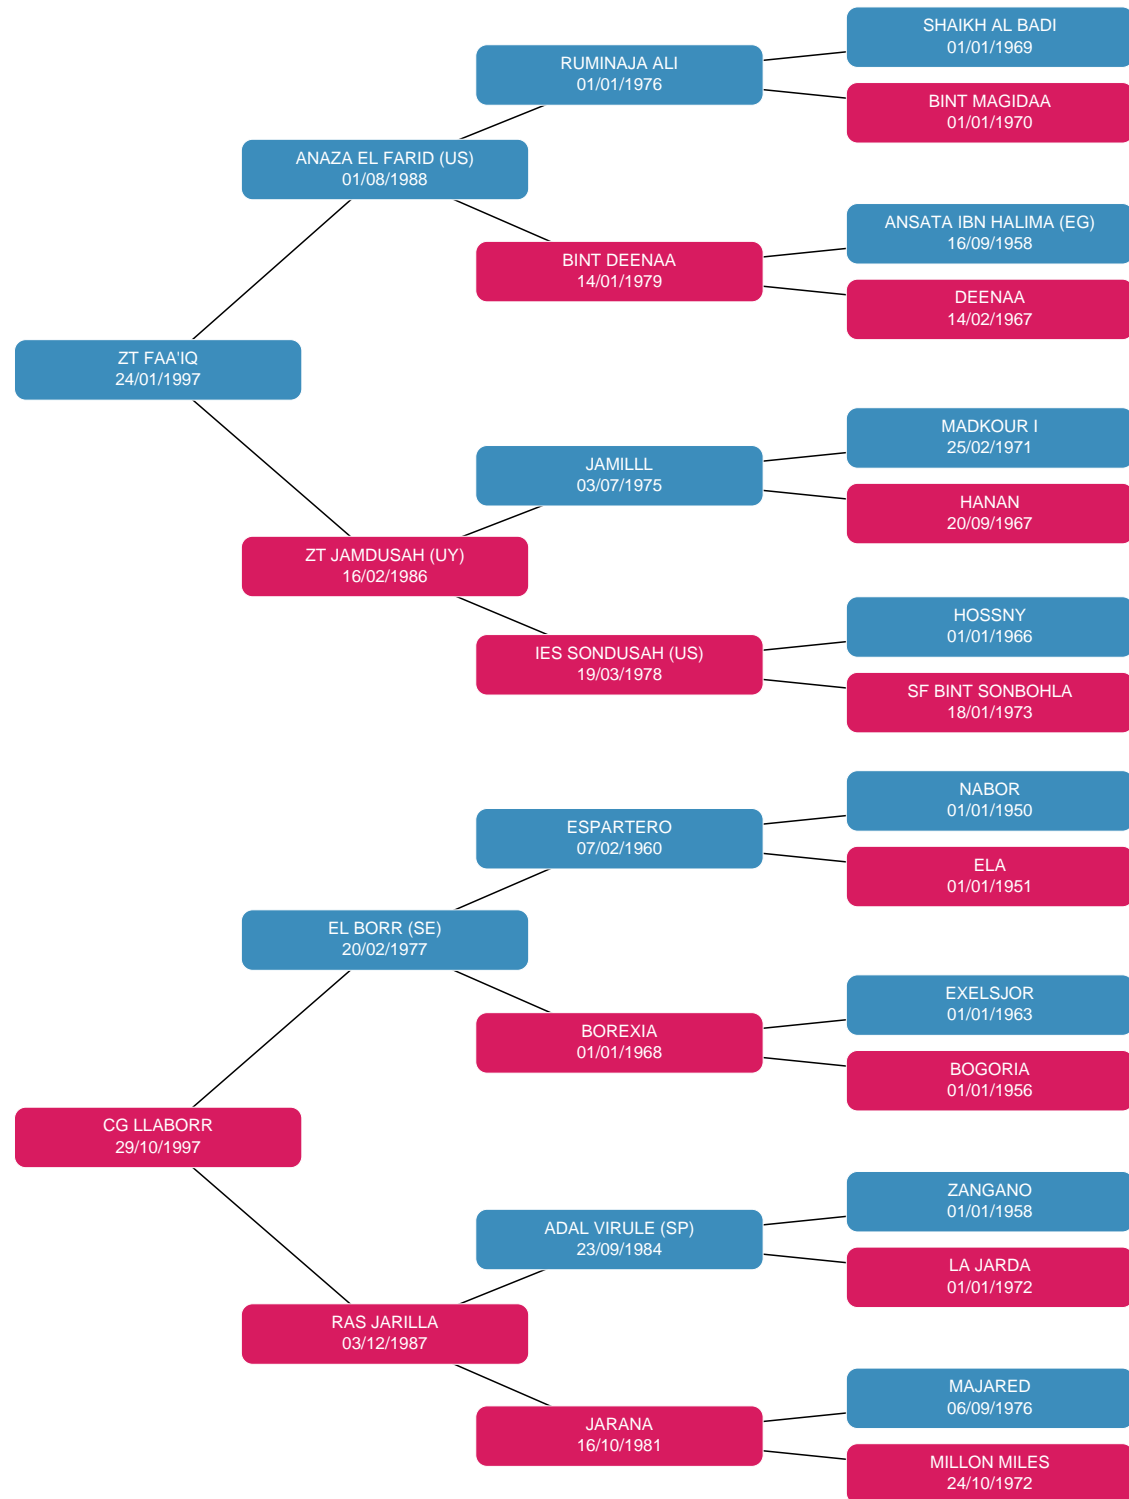 SHAIKH AL BADI
01/01/1969
RUMINAJA ALI
01/01/1976
BINT MAGIDAA
01/01/1970
ANAZA EL FARID (US)
01/08/1988
ANSATA IBN HALIMA (EG)
16/09/1958
BINT DEENAA
14/01/1979
DEENAA
14/02/1967
ZT FAA'IQ
24/01/1997
MADKOUR I
25/02/1971
JAMILLL
03/07/1975
HANAN
20/09/1967
ZT JAMDUSAH (UY)
16/02/1986
HOSSNY
01/01/1966
IES SONDUSAH (US)
19/03/1978
SF BINT SONBOHLA
18/01/1973
NABOR
01/01/1950
ESPARTERO
07/02/1960
ELA
01/01/1951
EL BORR (SE)
20/02/1977
EXELSJOR
01/01/1963
BOREXIA
01/01/1968
BOGORIA
01/01/1956
CG LLABORR
29/10/1997
ZANGANO
01/01/1958
ADAL VIRULE (SP)
23/09/1984
LA JARDA
01/01/1972
RAS JARILLA
03/12/1987
MAJARED
06/09/1976
JARANA
16/10/1981
MILLON MILES
24/10/1972